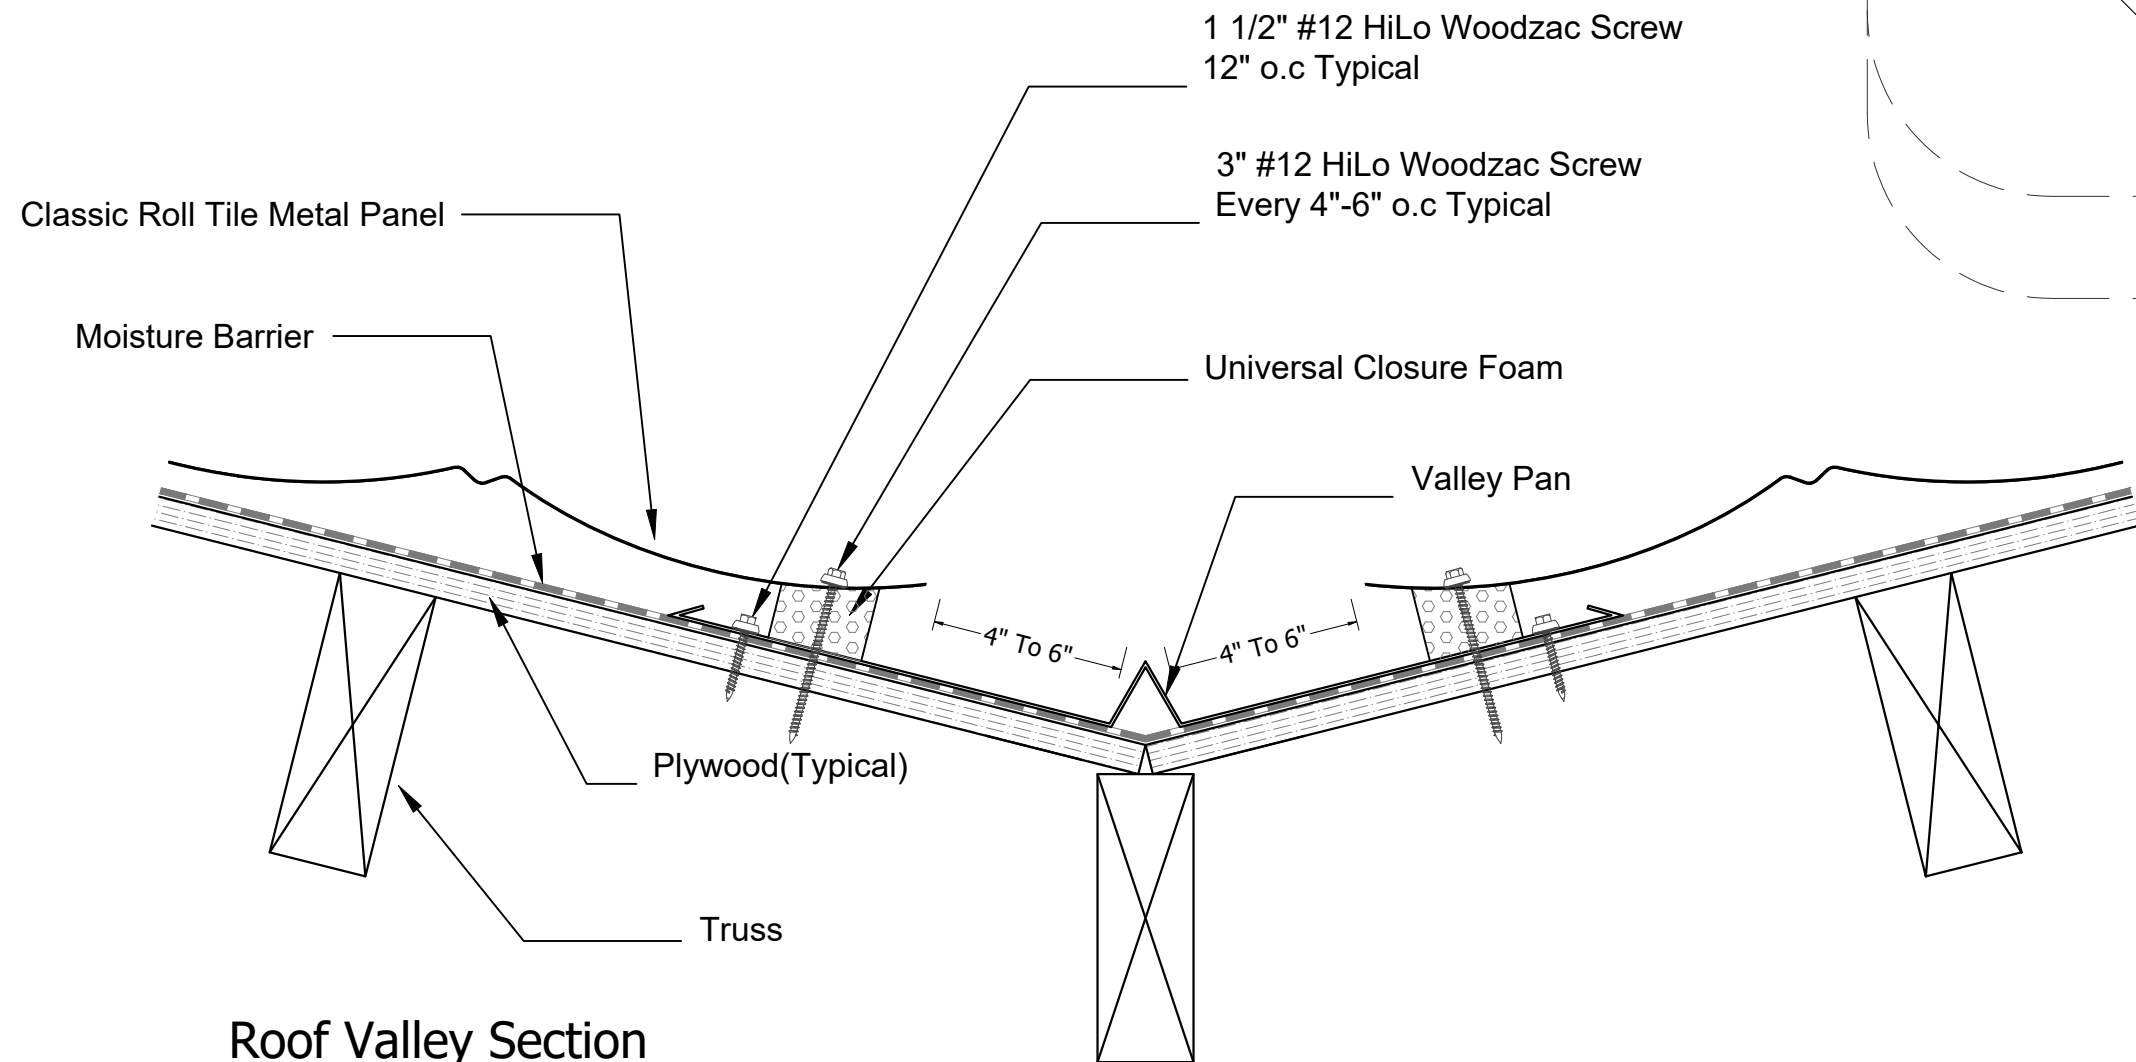 1 1/2" #12 HiLo Woodzac Screw
12" o.c Typical
3" #12 HiLo Woodzac Screw
Every 4"-6" o.c Typical
Classic Roll Tile Metal Panel
Moisture Barrier
Universal Closure Foam
Valley Pan
4" To 6"
4" To 6"
Plywood(Typical)
Truss
Roof Valley Section